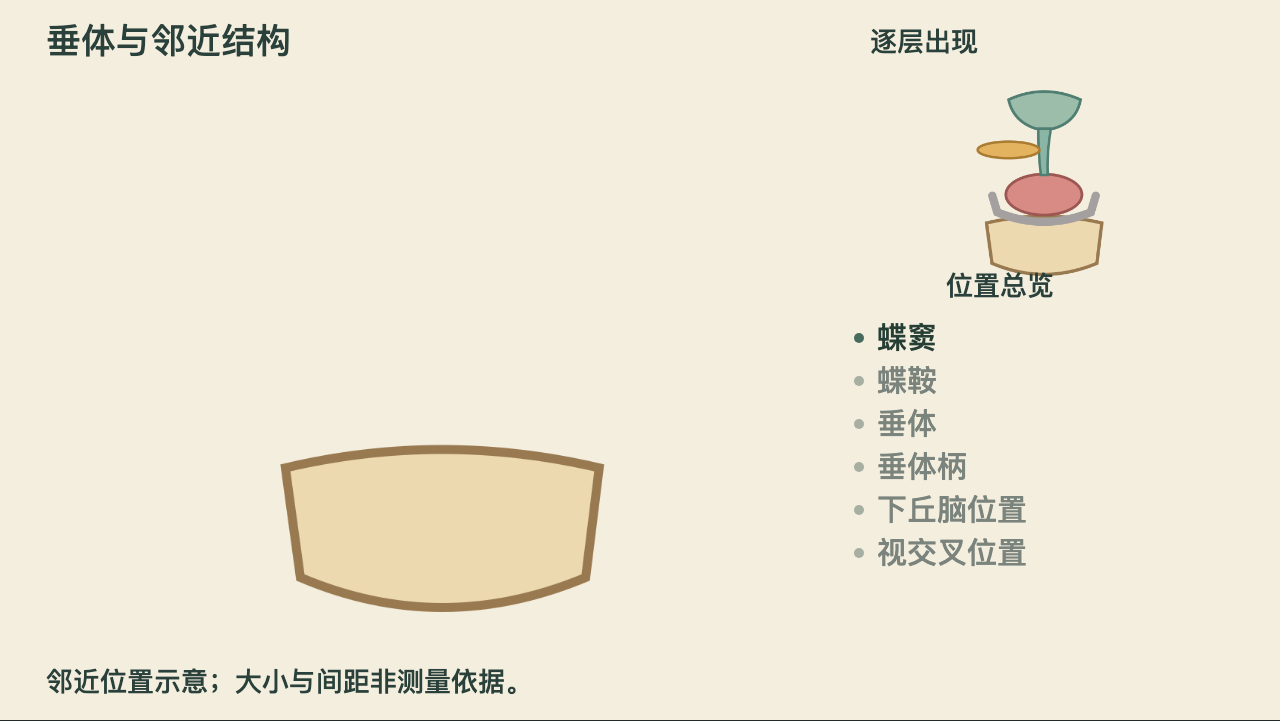 垂体与邻近结构
逐层出现
位置总览
蝶窦
蝶鞍
垂体
垂体柄
下丘脑位置
视交叉位置
邻近位置示意；大小与间距非测量依据。